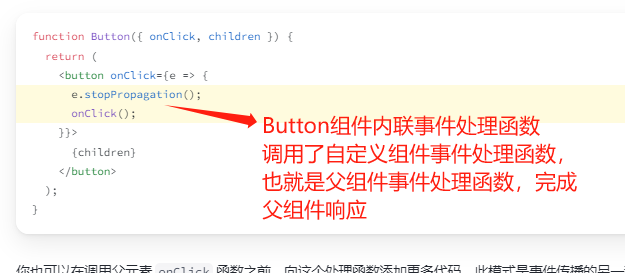 function Button({ onClick, children }) {
return (
<button onClick={e => {
e.stopPropagation();
onClick();
}}>
{children}
</button>
);
}
Button组件内联事件处理函数
调用了自定义组件事件处理函数，
也就是父组件事件处理函数，完成
父组件响应
你也可以在调用父元素 onClick 函数之前，向这个处理函数添加更多代码。此模式是事件传播的另一